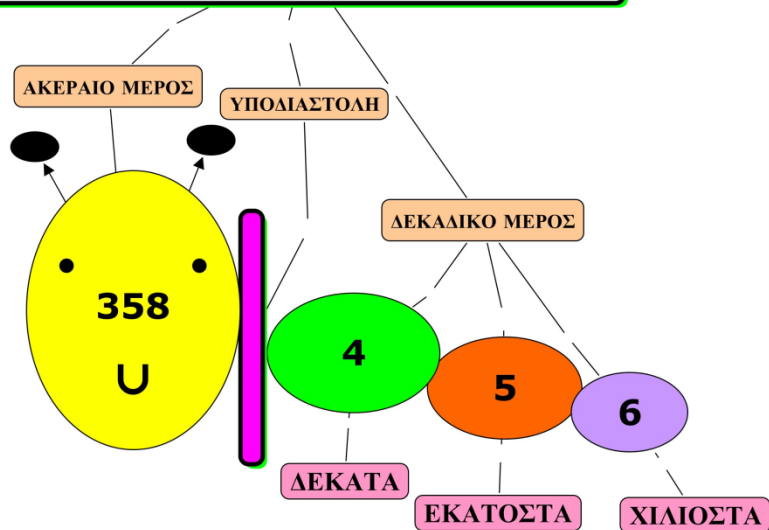 ΑΚΕΡΑΙΟ ΜΕΡΟΣ
ΥΠΟΔΙΑΣΤΟΛΗ
ΔΕΚΑΔΙΚΟ ΜΕΡΟΣ
358
4
5
6
ΔΕΚΑΤΑ
ΕΚΑΤΟΣΤΑ
ΧΙΛΙΟΣΤΑ